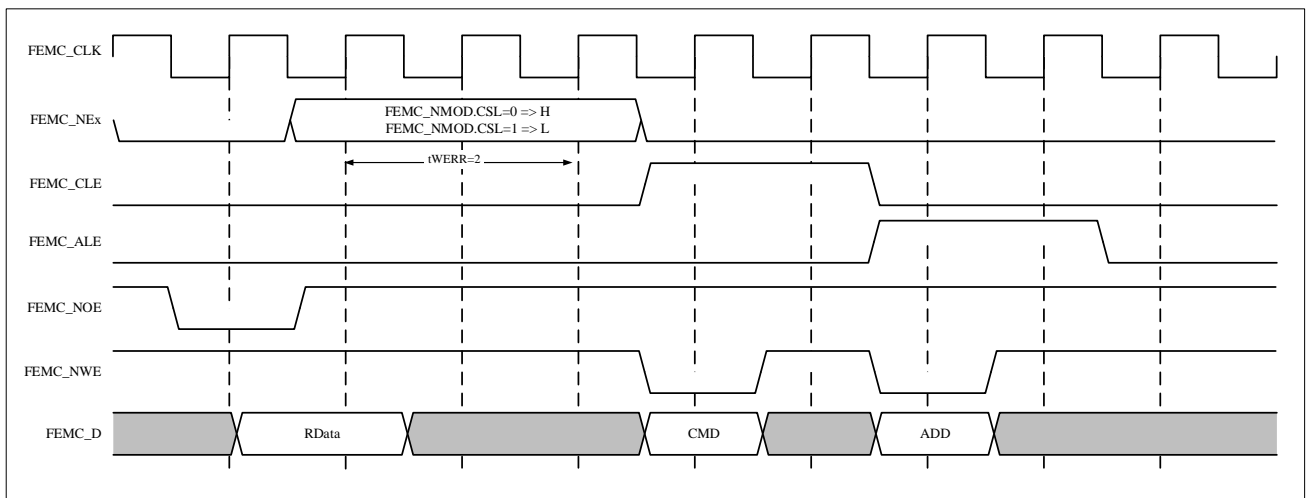 FEMC_CLK
FEMC_NEx
FEMC_NMOD.CSL=0 => H
FEMC_NMOD.CSL=1 => L
tWERR=2
FEMC_CLE
FEMC_ALE
FEMC_NOE
FEMC_NWE
FEMC_D
RData
CMD
ADD